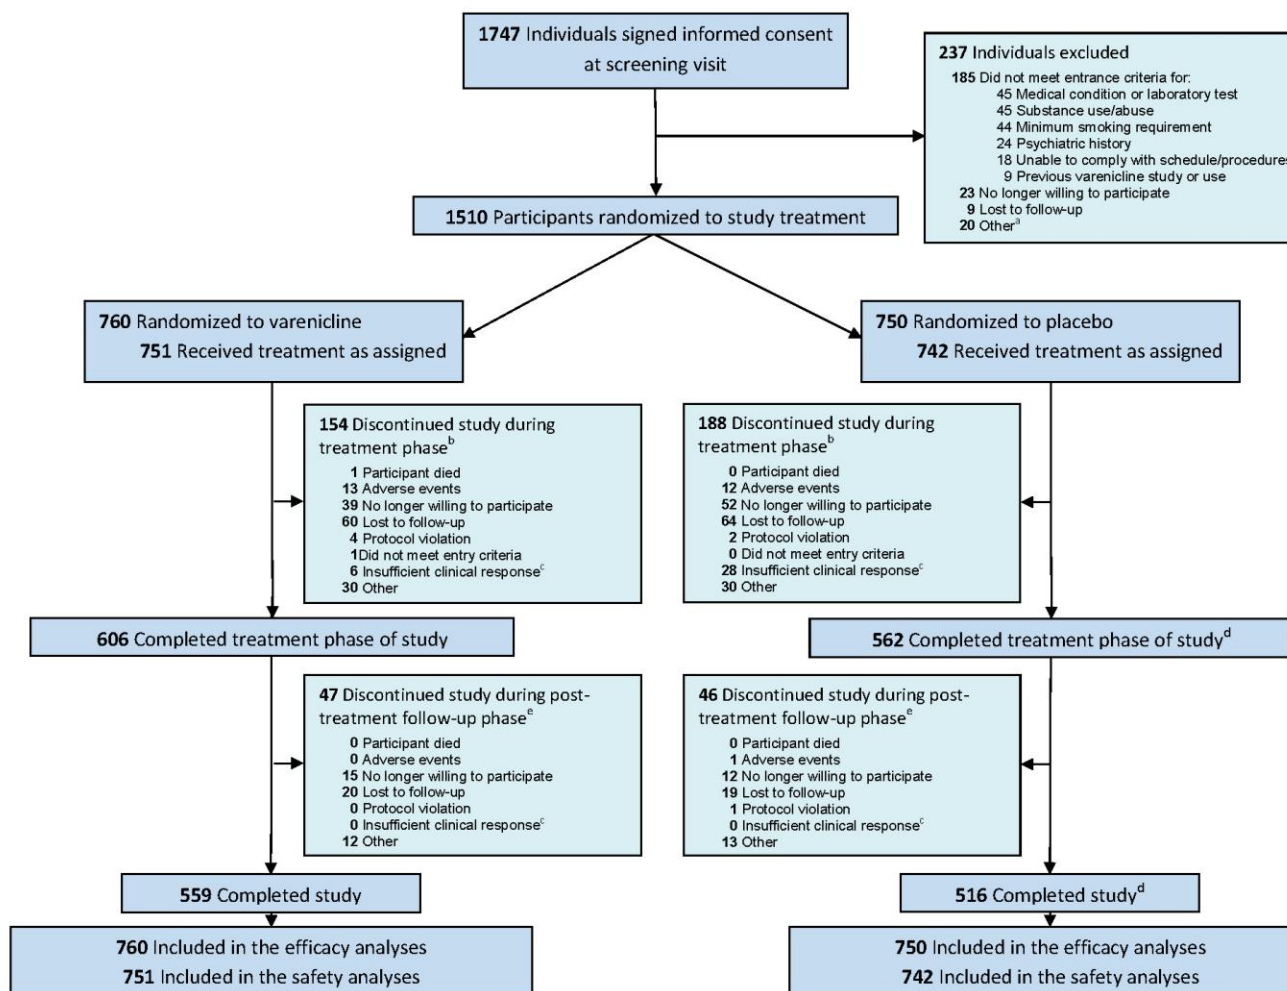 1747 Individuals signed informed consent
at screening visit
237 Individuals excluded
185 Did not meet entrance criteria for:
45 Medical condition or laboratory test
45 Substance use/abuse
44 Minimum smoking requirement
24 Psychiatric history
18 Unable to comply with schedule/procedures
9 Previous varenicline study or use
23 No longer willing to participate
9 Lost to follow-up
20 Otherᵃ
1510 Participants randomized to study treatment
760 Randomized to varenicline
751 Received treatment as assigned
750 Randomized to placebo
742 Received treatment as assigned
154 Discontinued study during
treatment phaseᵇ
1 Participant died
13 Adverse events
39 No longer willing to participate
60 Lost to follow-up
4 Protocol violation
1Did not meet entry criteria
6 Insufficient clinical responseᶜ
30 Other
188 Discontinued study during
treatment phaseᵇ
0 Participant died
12 Adverse events
52 No longer willing to participate
64 Lost to follow-up
2 Protocol violation
0 Did not meet entry criteria
28 Insufficient clinical responseᶜ
30 Other
606 Completed treatment phase of study
562 Completed treatment phase of studyᵈ
47 Discontinued study during post-
treatment follow-up phaseᵉ
0 Participant died
0 Adverse events
15 No longer willing to participate
20 Lost to follow-up
0 Protocol violation
0 Insufficient clinical responseᶜ
12 Other
46 Discontinued study during post-
treatment follow-up phaseᵉ
0 Participant died
1 Adverse events
12 No longer willing to participate
19 Lost to follow-up
1 Protocol violation
0 Insufficient clinical responseᶜ
13 Other
559 Completed study
516 Completed studyᵈ
760 Included in the efficacy analyses
751 Included in the safety analyses
750 Included in the efficacy analyses
742 Included in the safety analyses